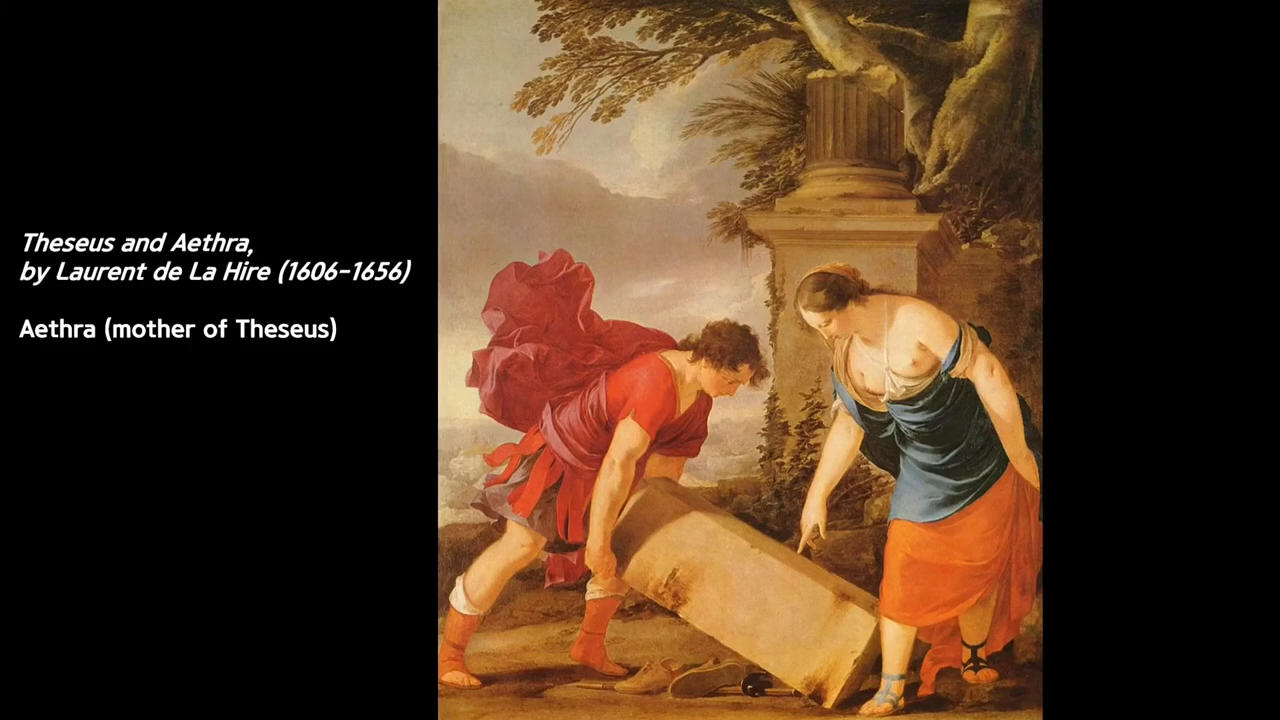 Theseus and Aethra,
by Laurent de La Hire (1606-1656)
Aethra (mother of Theseus)